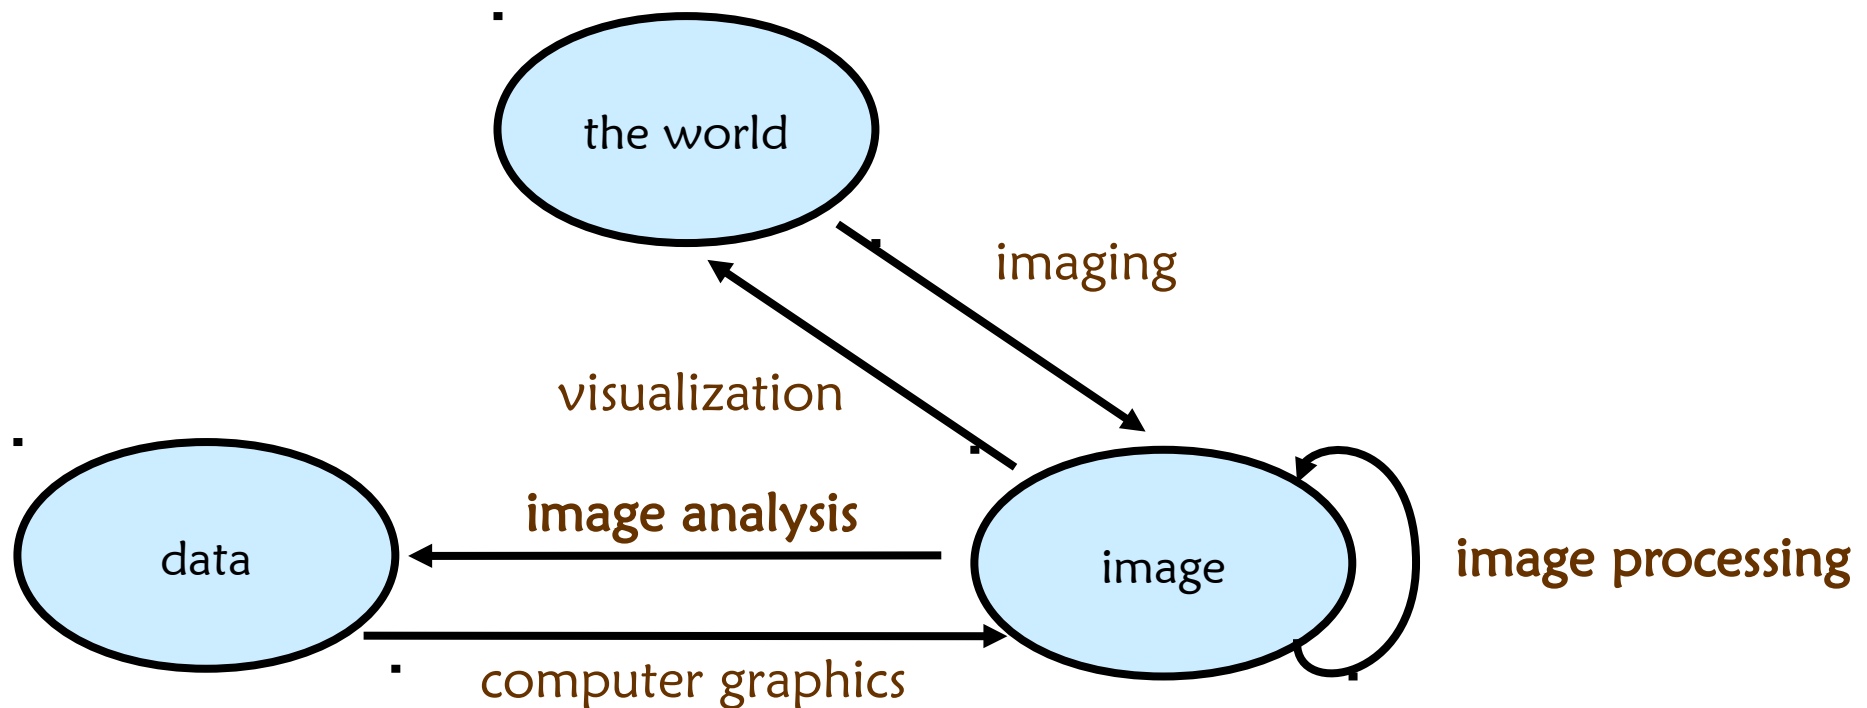 the world
imaging
visualization
image analysis
data
image
image processing
computer graphics